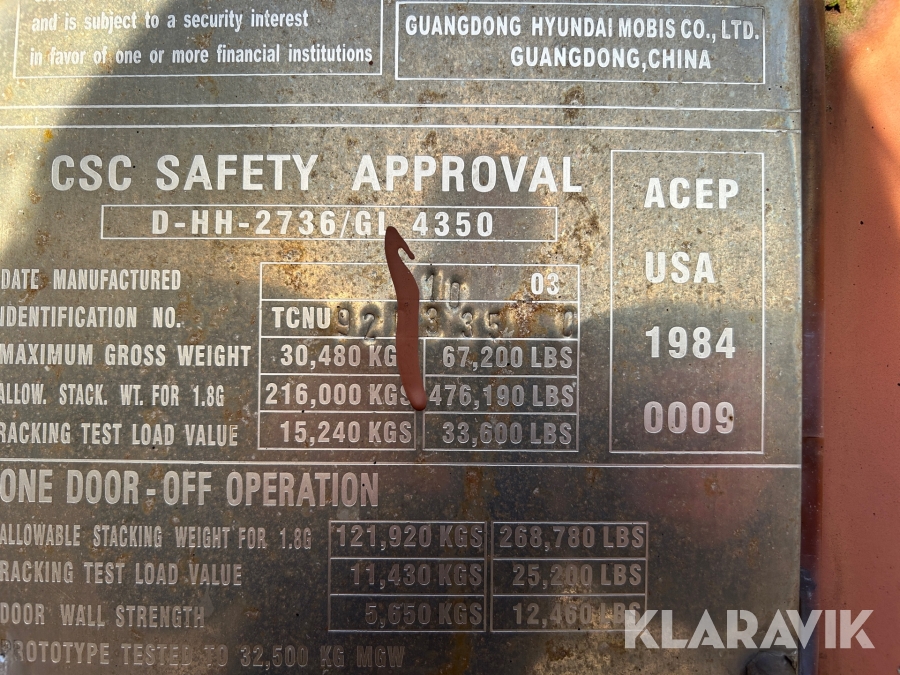 and is subject to a security interest
in favor of one or more financial institutions
GUANGDONG HYUNDAI MOBIS CO., LTD.
GUANGDONG,CHINA
CSC SAFETY APPROVAL
D-HH-2736/GL 4350
DATE MANUFACTURED 10 03
IDENTIFICATION NO. TCNU
MAXIMUM GROSS WEIGHT 30,480 KGS 67,200 LBS
ALLOW. STACK. WT. FOR 1.8G 216,000 KGS 476,190 LBS
RACKING TEST LOAD VALUE 15,240 KGS 33,600 LBS
ACEP
USA
1984
0009
ONE DOOR-OFF OPERATION
ALLOWABLE STACKING WEIGHT FOR 1.8G 121,920 KGS 268,780 LBS
RACKING TEST LOAD VALUE 11,430 KGS 25,200 LBS
DOOR WALL STRENGTH 5,650 KGS 12,460 LBS
PROTOTYPE TESTED TO 32,500 KG MGW
KLARAVIK